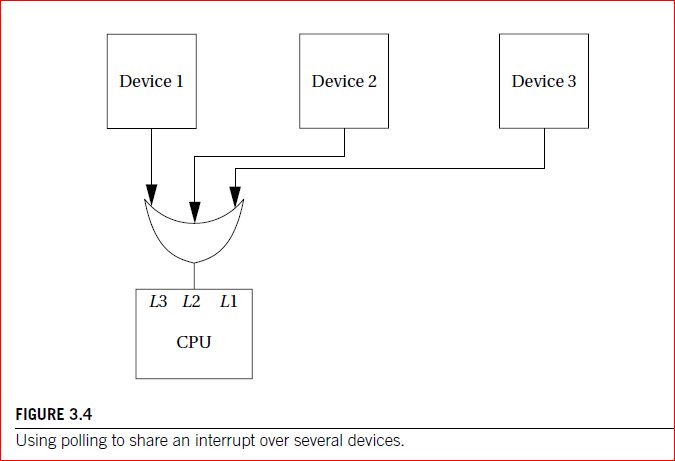 Device 1 Device 2 Device 3
L3 L2 L1
CPU
FIGURE 3.4
Using polling to share an interrupt over several devices.